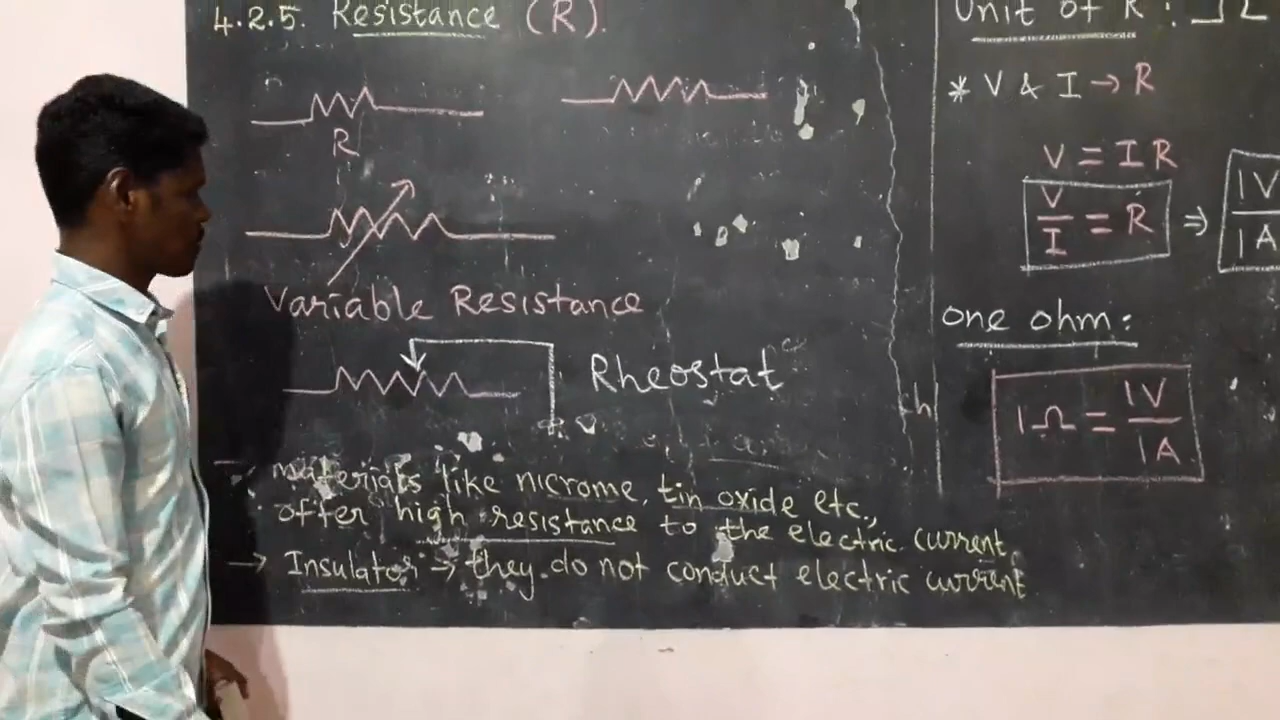 4.2.5. Resistance (R).
R
Variable Resistance
Rheostat
→ materials like nicrome, tin oxide etc.,
offer high resistance to the electric current.
→ Insulator → they do not conduct electric current
Unit of R :
* V & I → R
V = I R
V/I = R ⇒ 1V/1A
one ohm:
1Ω = 1V/1A